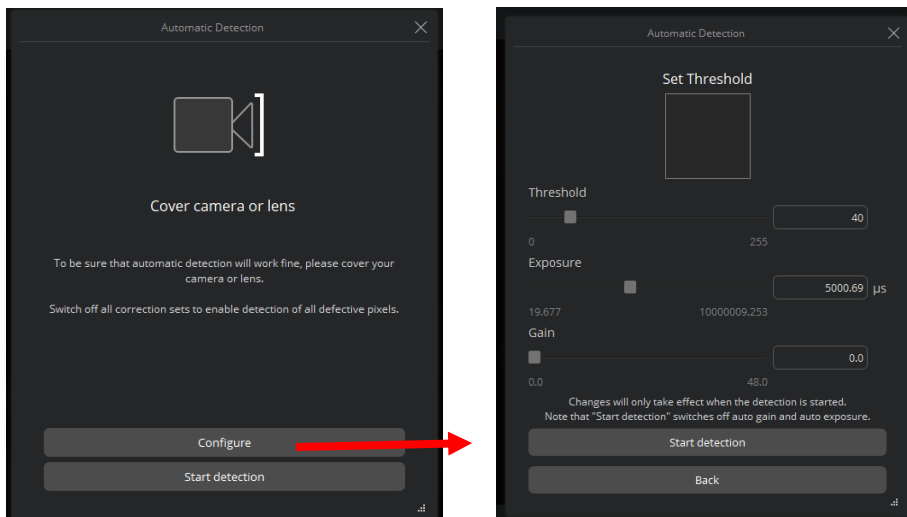 Automatic Detection
Cover camera or lens
To be sure that automatic detection will work fine, please cover your
camera or lens.
Switch off all correction sets to enable detection of all defective pixels.
Configure
Start detection
Automatic Detection
Set Threshold
Threshold
40
0 255
Exposure
5000.69 μs
19.677 10000009.253
Gain
0.0
0.0 48.0
Changes will only take effect when the detection is started.
Note that "Start detection" switches off auto gain and auto exposure.
Start detection
Back